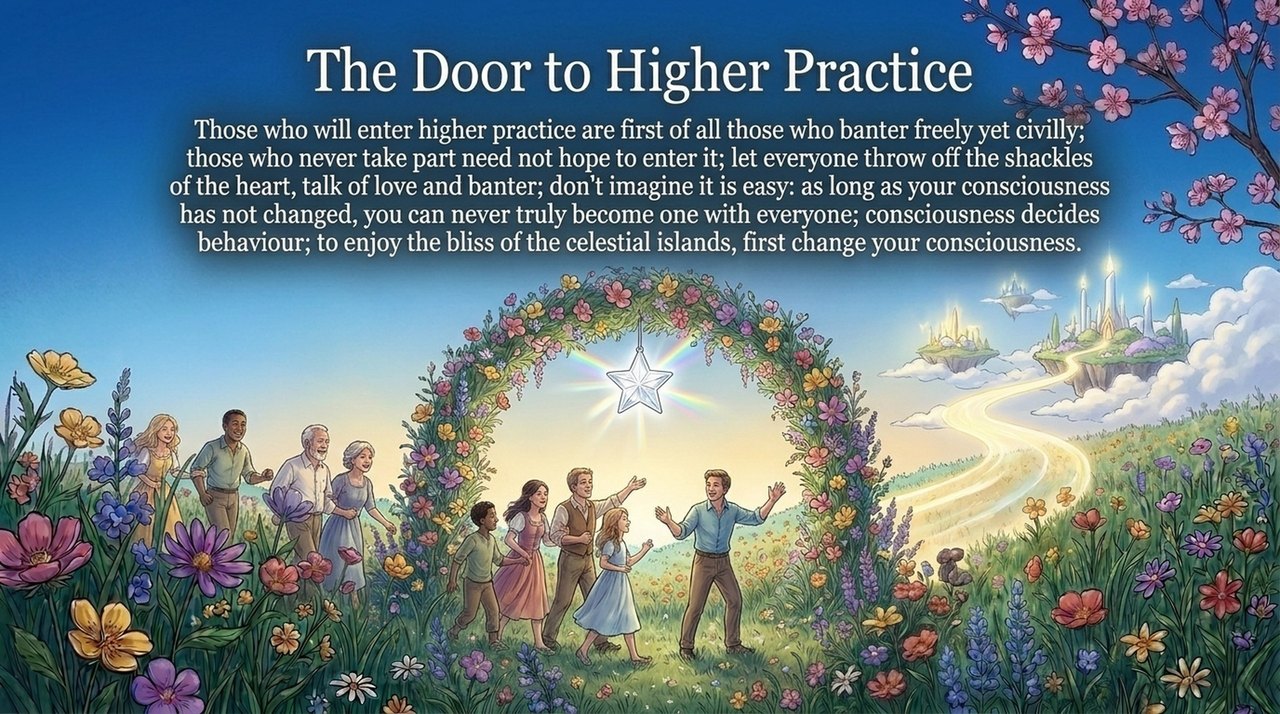 The Door to Higher Practice
Those who will enter higher practice are first of all those who banter freely yet civilly;
those who never take part need not hope to enter it; let everyone throw off the shackles
of the heart, talk of love and banter; don't imagine it is easy: as long as your consciousness
has not changed, you can never truly become one with everyone; consciousness decides
behaviour; to enjoy the bliss of the celestial islands, first change your consciousness.